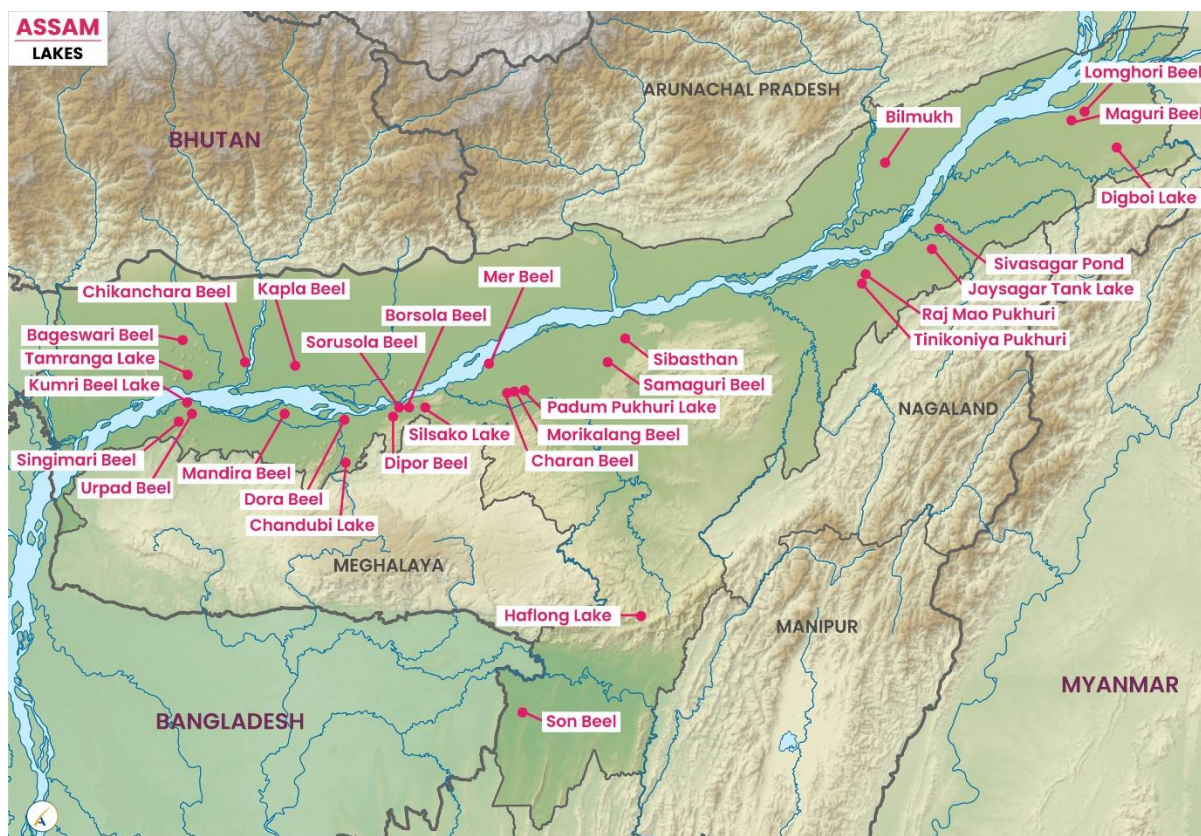 ASSAM
LAKES
ARUNACHAL PRADESH
Lomghori Beel
Maguri Beel
Bilmukh
BHUTAN
Digboi Lake
Sivasagar Pond
Mer Beel
Jaysagar Tank Lake
Chikanchara Beel
Kapla Beel
Raj Mao Pukhuri
Borsola Beel
Bageswari Beel
Sorusola Beel
Tinikoniya Pukhuri
Tamranga Lake
Sibasthan
Kumri Beel Lake
Samaguri Beel
Padum Pukhuri Lake
NAGALAND
Silsako Lake
Morikalang Beel
Singimari Beel
Mandira Beel
Dipor Beel
Charan Beel
Urpad Beel
Dora Beel
Chandubi Lake
MEGHALAYA
Haflong Lake
MANIPUR
MYANMAR
BANGLADESH
Son Beel